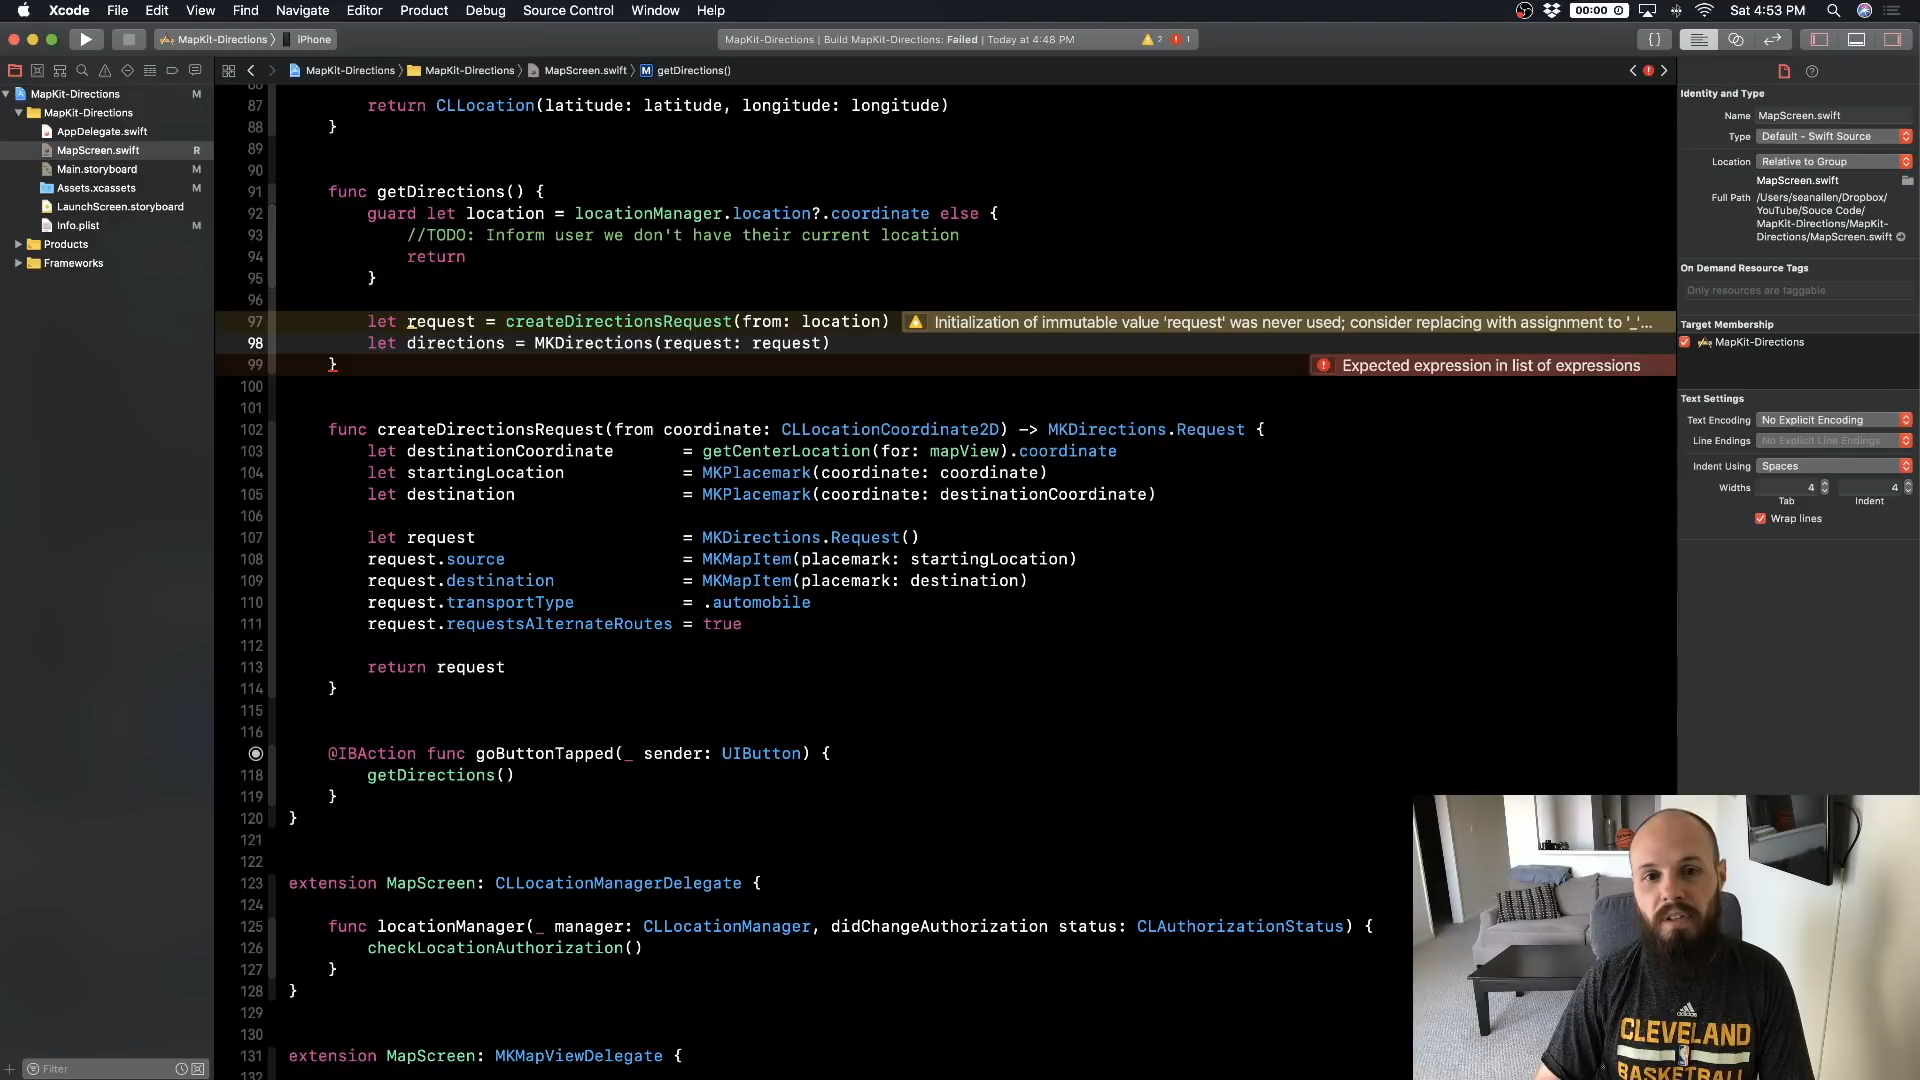 Xcode File Edit View Find Navigate Editor Product Debug Source Control Window Help 00:00 Sat 4:53 PM
MapKit-Directions iPhone MapKit-Directions | Build MapKit-Directions: Failed | Today at 4:48 PM 2 1
MapKit-Directions MapKit-Directions MapScreen.swift M getDirections()
MapKit-Directions M
MapKit-Directions
AppDelegate.swift
MapScreen.swift R
Main.storyboard M
Assets.xcassets M
LaunchScreen.storyboard
Info.plist M
Products
Frameworks
Filter
87 return CLLocation(latitude: latitude, longitude: longitude)
88 }
89
90
91 func getDirections() {
92 guard let location = locationManager.location?.coordinate else {
93 //TODO: Inform user we don't have their current location
94 return
95 }
96
97 let request = createDirectionsRequest(from: location) Initialization of immutable value 'request' was never used; consider replacing with assignment to '_'...
98 let directions = MKDirections(request: request)
99 } Expected expression in list of expressions
100
101
102 func createDirectionsRequest(from coordinate: CLLocationCoordinate2D) -> MKDirections.Request {
103 let destinationCoordinate = getCenterLocation(for: mapView).coordinate
104 let startingLocation = MKPlacemark(coordinate: coordinate)
105 let destination = MKPlacemark(coordinate: destinationCoordinate)
106
107 let request = MKDirections.Request()
108 request.source = MKMapItem(placemark: startingLocation)
109 request.destination = MKMapItem(placemark: destination)
110 request.transportType = .automobile
111 request.requestsAlternateRoutes = true
112
113 return request
114 }
115
116
@IBAction func goButtonTapped(_ sender: UIButton) {
118 getDirections()
119 }
120 }
121
122
123 extension MapScreen: CLLocationManagerDelegate {
124
125 func locationManager(_ manager: CLLocationManager, didChangeAuthorization status: CLAuthorizationStatus) {
126 checkLocationAuthorization()
127 }
128 }
129
130
131 extension MapScreen: MKMapViewDelegate {
132
Identity and Type
Name MapScreen.swift
Type Default - Swift Source
Location Relative to Group
MapScreen.swift
Full Path /Users/seanallen/Dropbox/
YouTube/Souce Code/
MapKit-Directions/MapKit-
Directions/MapScreen.swift
On Demand Resource Tags
Only resources are taggable
Target Membership
MapKit-Directions
Text Settings
Text Encoding No Explicit Encoding
Line Endings No Explicit Line Endings
Indent Using Spaces
Widths 4 4
Tab Indent
Wrap lines
adidas
CLEVELAND
BASKETBALL